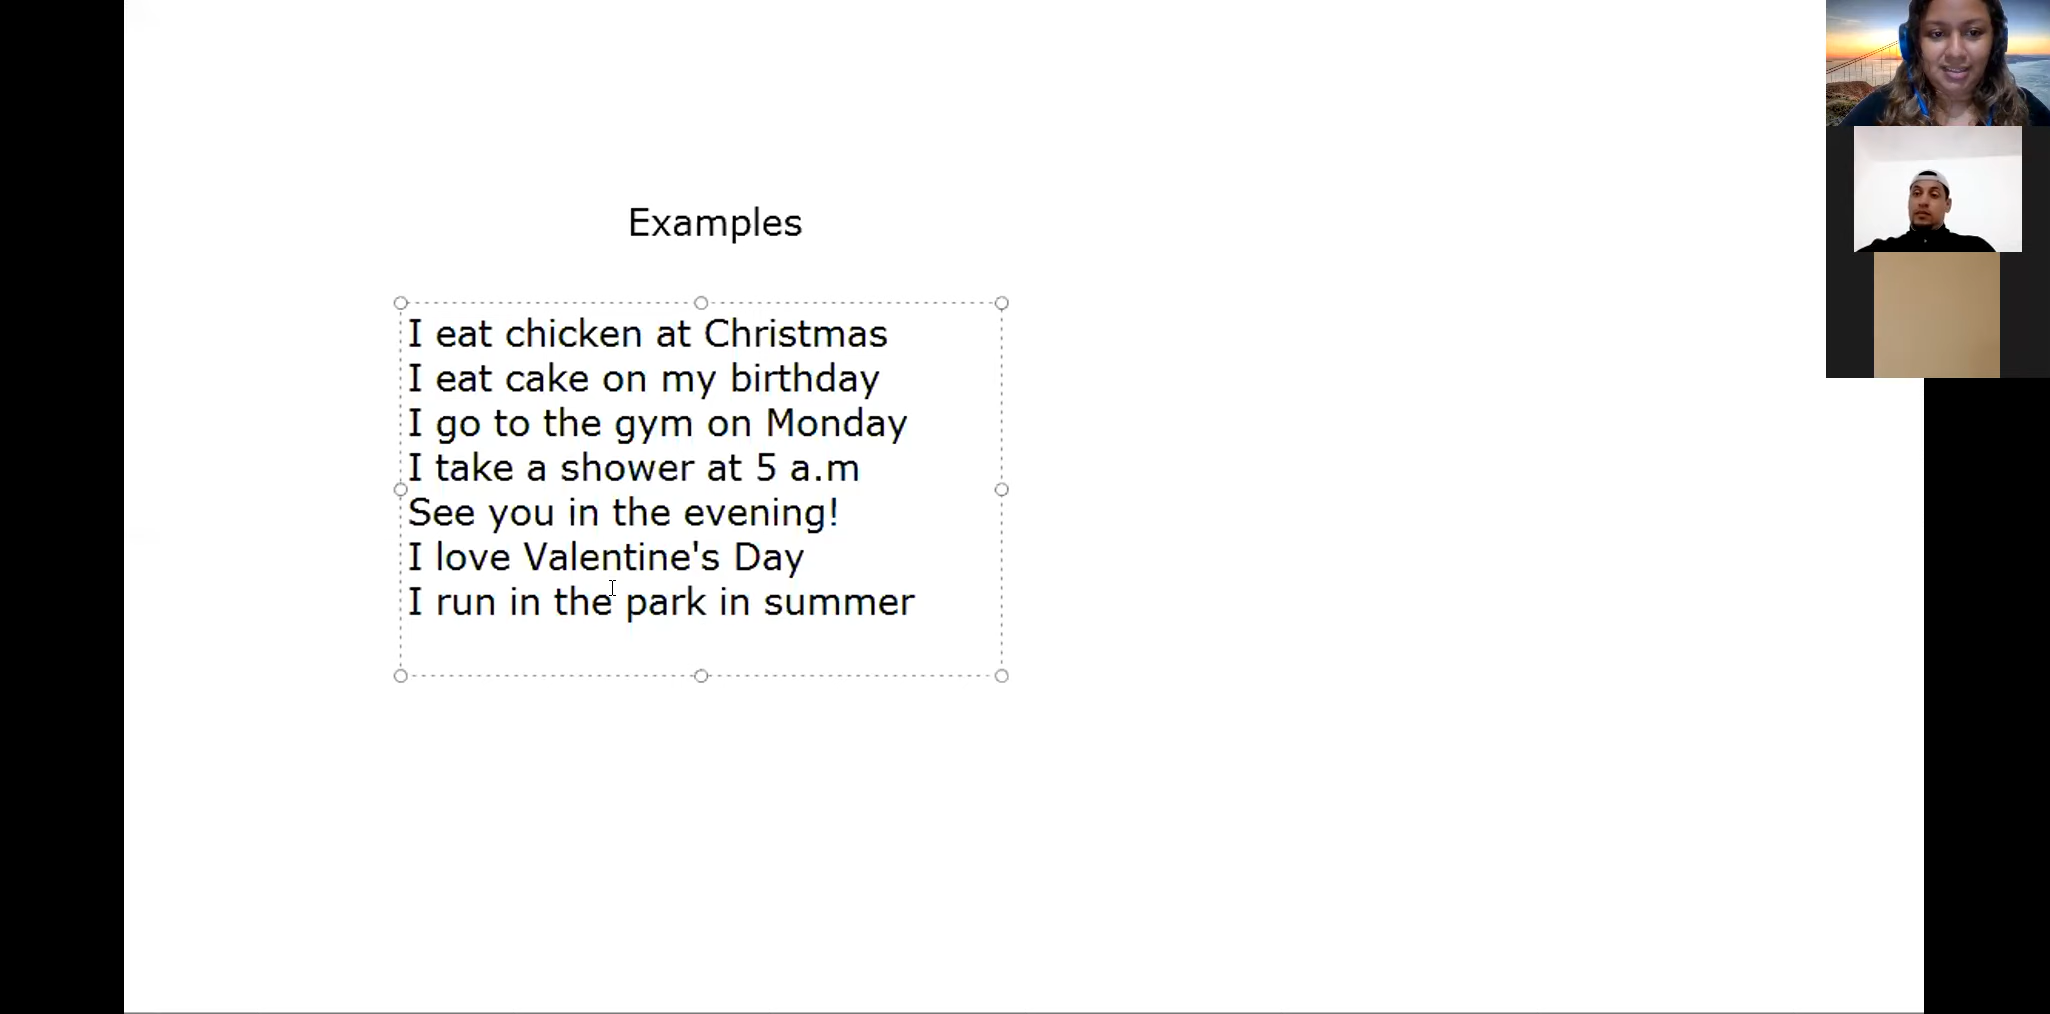 Examples
I eat chicken at Christmas
I eat cake on my birthday
I go to the gym on Monday
I take a shower at 5 a.m
See you in the evening!
I love Valentine's Day
I run in the park in summer